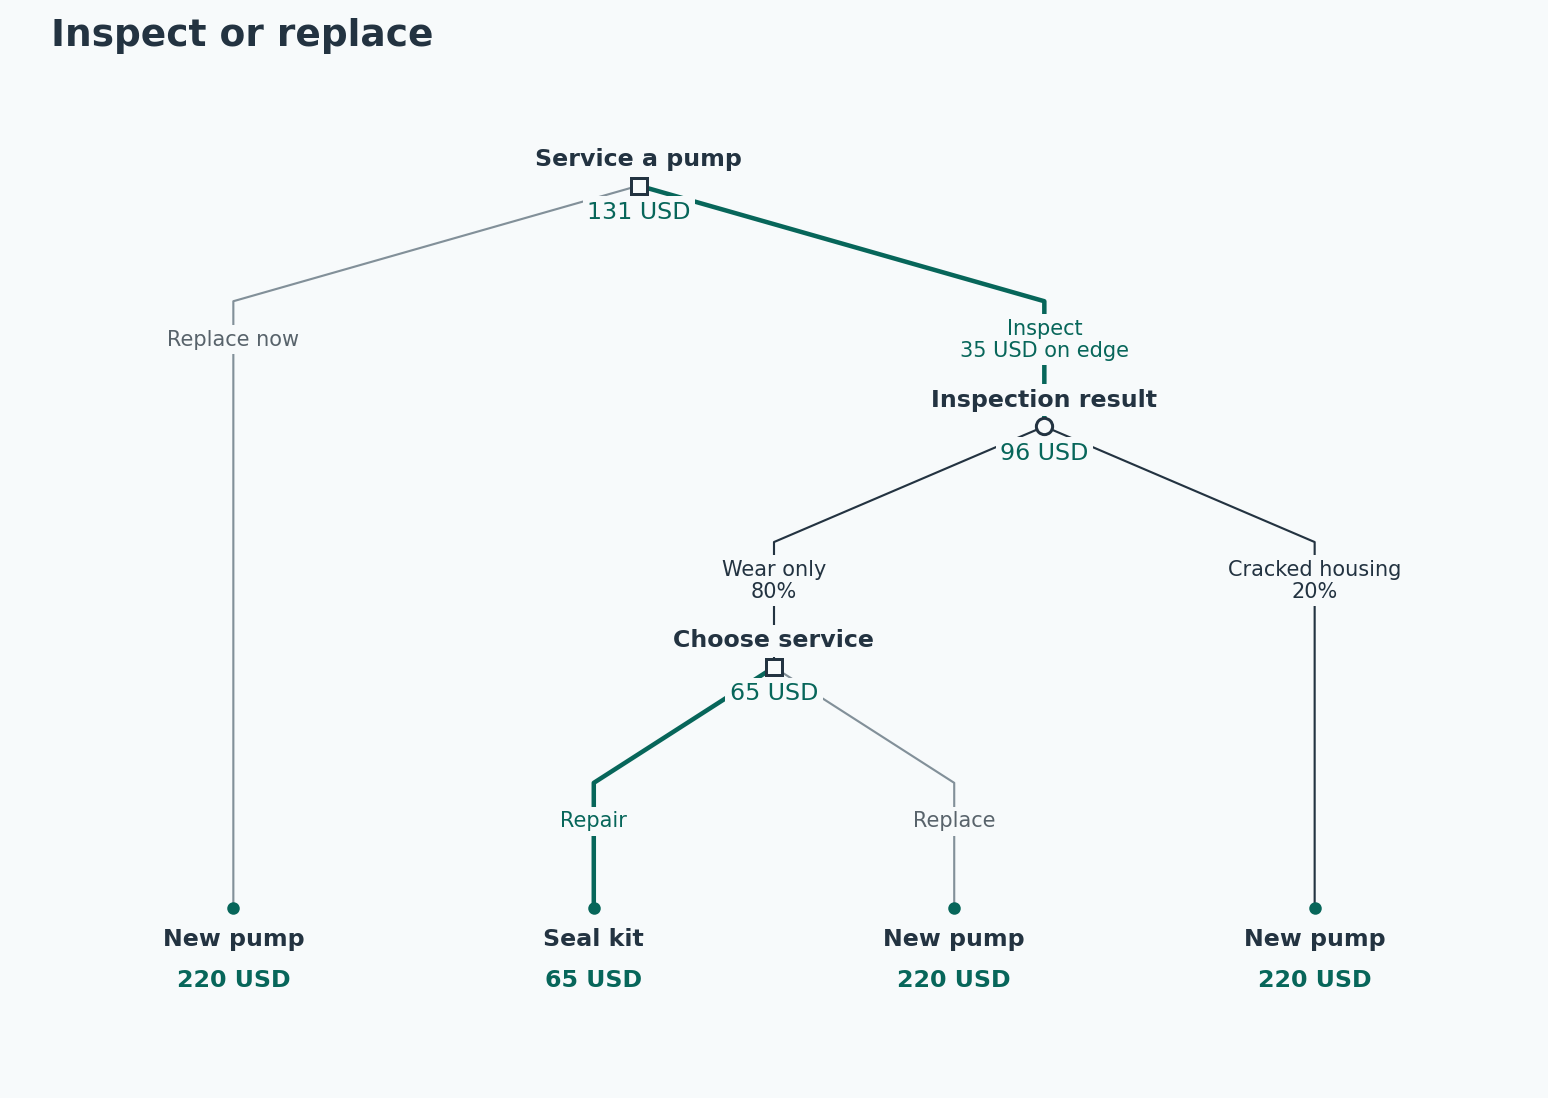 Inspect or replace
Service a pump
131 USD
Replace now
Inspect
35 USD on edge
Inspection result
96 USD
Wear only
80%
Cracked housing
20%
Choose service
65 USD
Repair
Replace
New pump
220 USD
Seal kit
65 USD
New pump
220 USD
New pump
220 USD